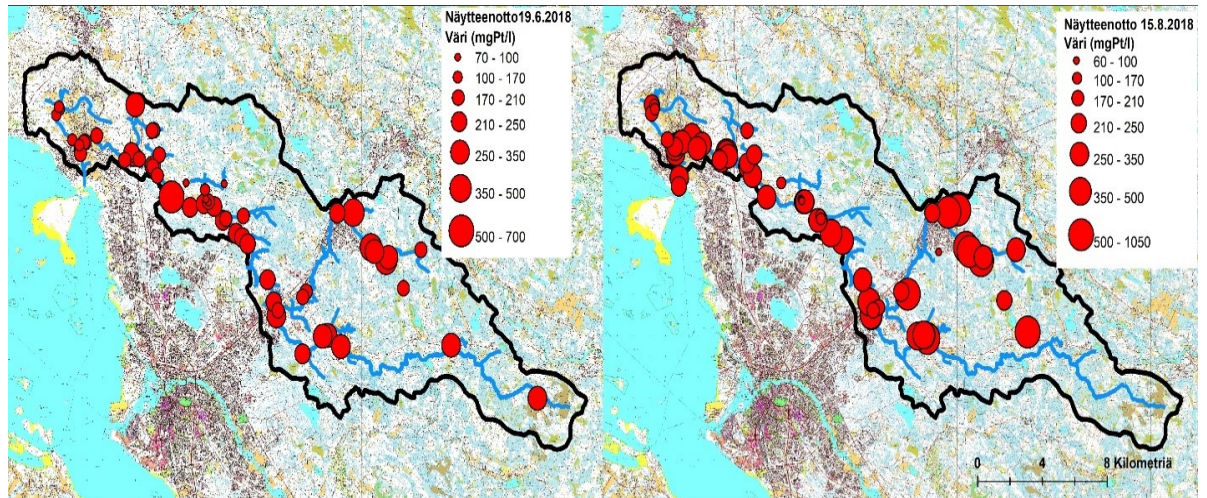 Näytteenotto19.6.2018
Väri (mgPt/l)
70 - 100
100 - 170
170 - 210
210 - 250
250 - 350
350 - 500
500 - 700
Näytteenotto 15.8.2018
Väri (mgPt/l)
60 - 100
100 - 170
170 - 210
210 - 250
250 - 350
350 - 500
500 - 1050
0 4 8 Kilometriä